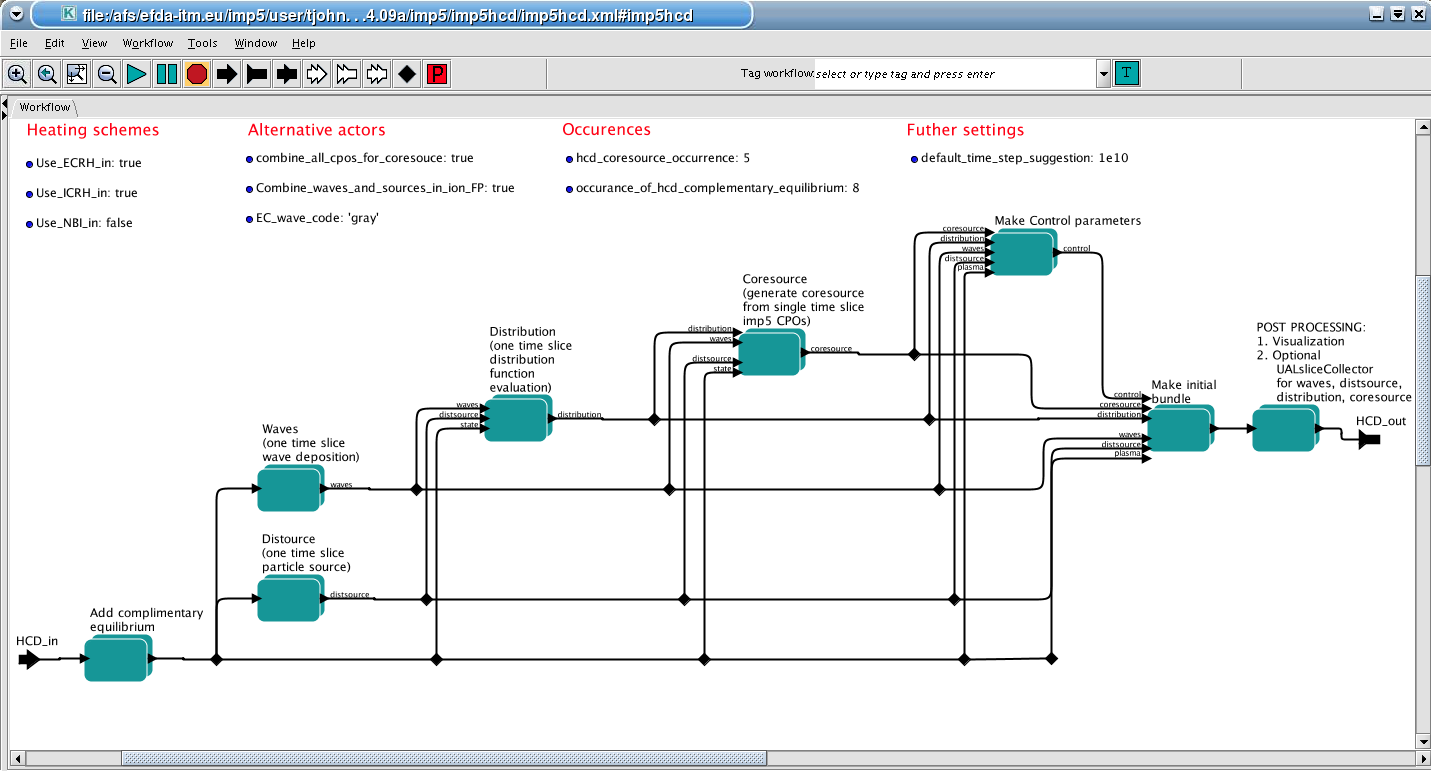 file:/afs/efda-itm.eu/imp5/user/tjohn. . .4.09a/imp5/imp5hcd/imp5hcd.xml#imp5hcd
File Edit View Workflow Tools Window Help
P
Tag workflow: select or type tag and press enter
T
Workflow
Heating schemes
Use_ECRH_in: true
Use_ICRH_in: true
Use_NBI_in: false
Alternative actors
combine_all_cpos_for_coresouce: true
Combine_waves_and_sources_in_ion_FP: true
EC_wave_code: 'gray'
Occurences
hcd_coresource_occurrence: 5
occurance_of_hcd_complementary_equilibrium: 8
Futher settings
default_time_step_suggestion: 1e10
Make Control parameters
coresource
distribution
waves
distsource
plasma
control
Coresource
(generate coresource
from single time slice
imp5 CPOs)
distribution
waves
distsource
state
coresource
Distribution
(one time slice
distribution
function
evaluation)
waves
distsource
state
distribution
POST PROCESSING:
1. Visualization
2. Optional
UALsliceCollector
for waves, distsource,
distribution, coresource
Make initial
bundle
control
coresource
distribution
waves
distsource
plasma
HCD_out
Waves
(one time slice
wave deposition)
waves
Distource
(one time slice
particle source)
distsource
Add complimentary
equilibrium
HCD_in